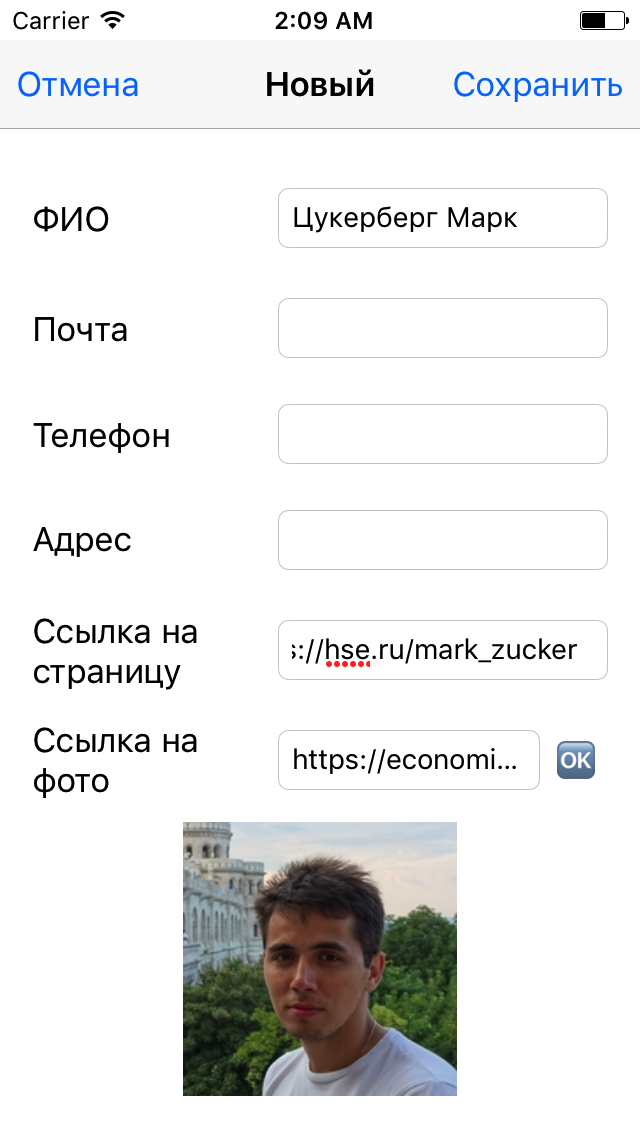 Carrier 2:09 AM
Отмена Новый Сохранить
ФИО Цукерберг Марк
Почта
Телефон
Адрес
Ссылка на
страницу s://hse.ru/mark_zucker
Ссылка на
фото https://economi... OK